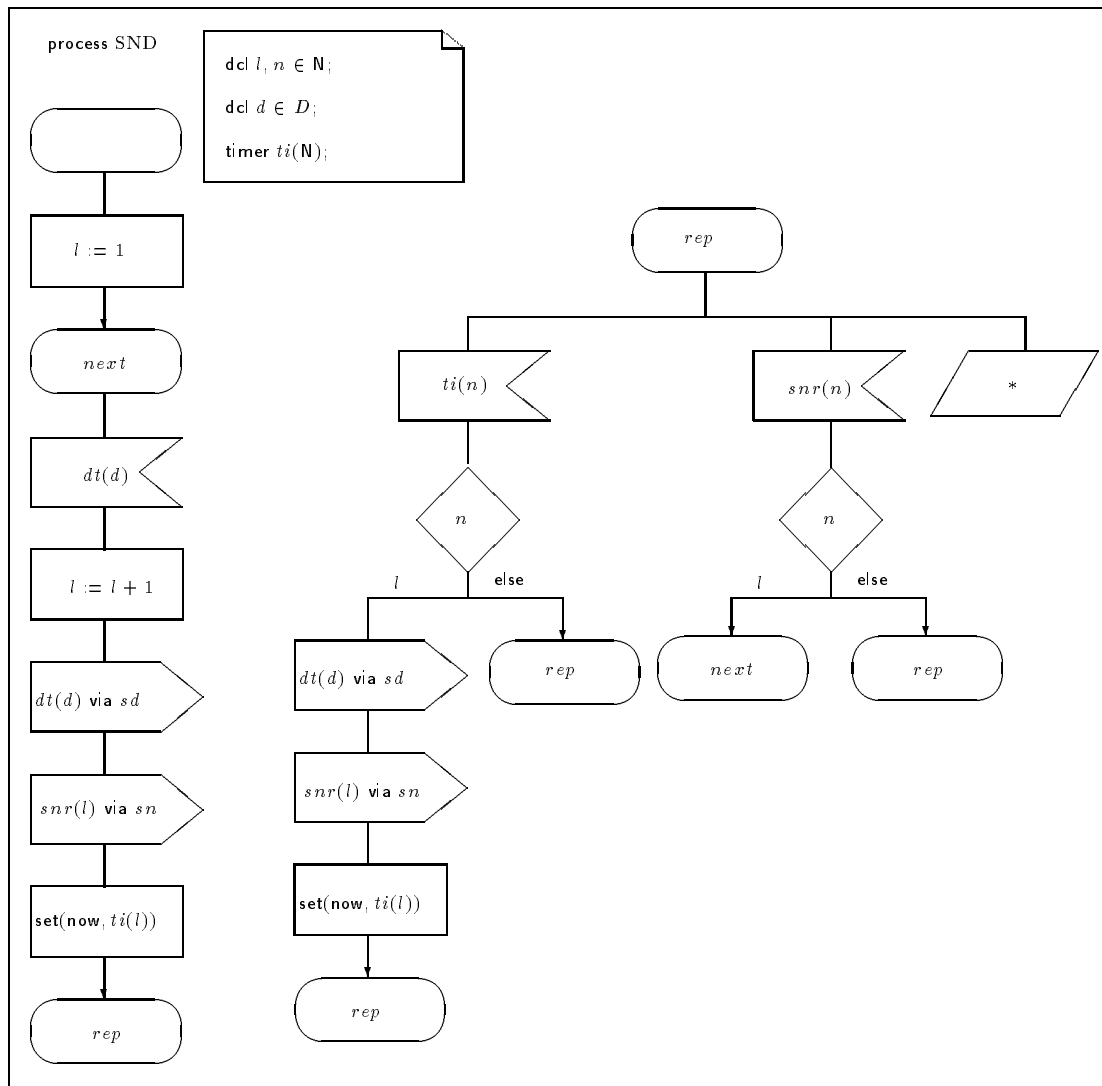 process SND
dcl l, n ∈ N;
dcl d ∈ D;
timer ti(N);
l := 1
next
dt(d)
l := l + 1
dt(d) via sd
snr(l) via sn
set(now, ti(l))
rep
rep
ti(n)
snr(n)
*
n
n
l
else
l
else
dt(d) via sd
rep
next
rep
snr(l) via sn
set(now, ti(l))
rep